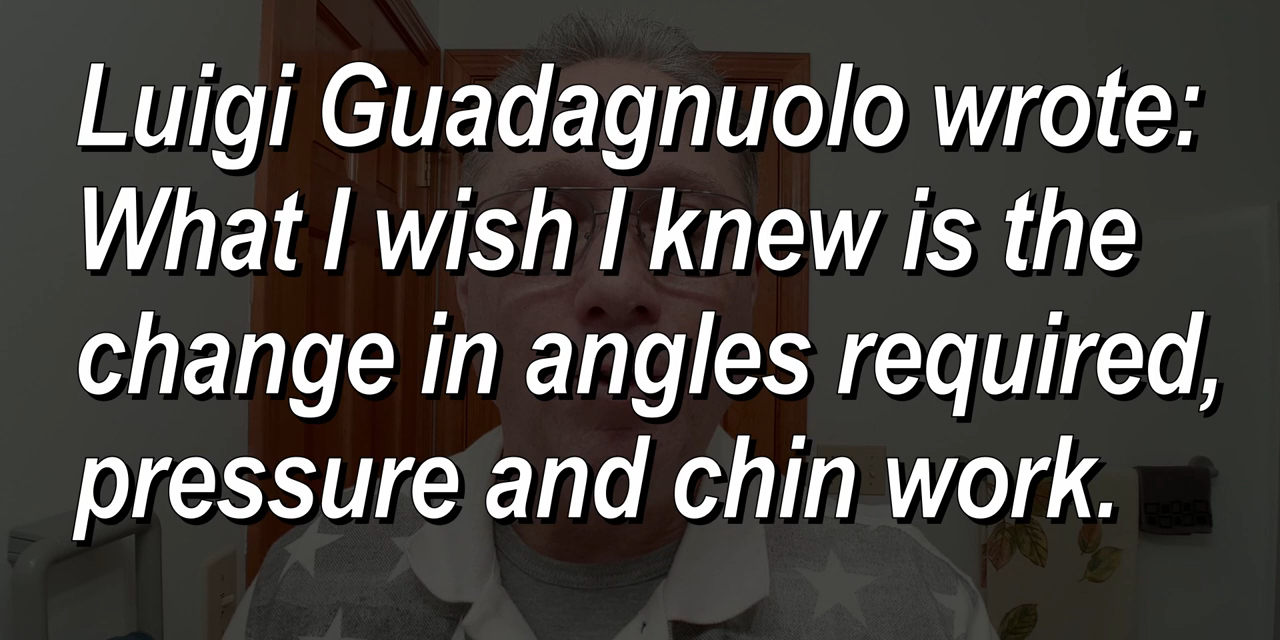 Luigi Guadagnuolo wrote:
What I wish I knew is the
change in angles required,
pressure and chin work.